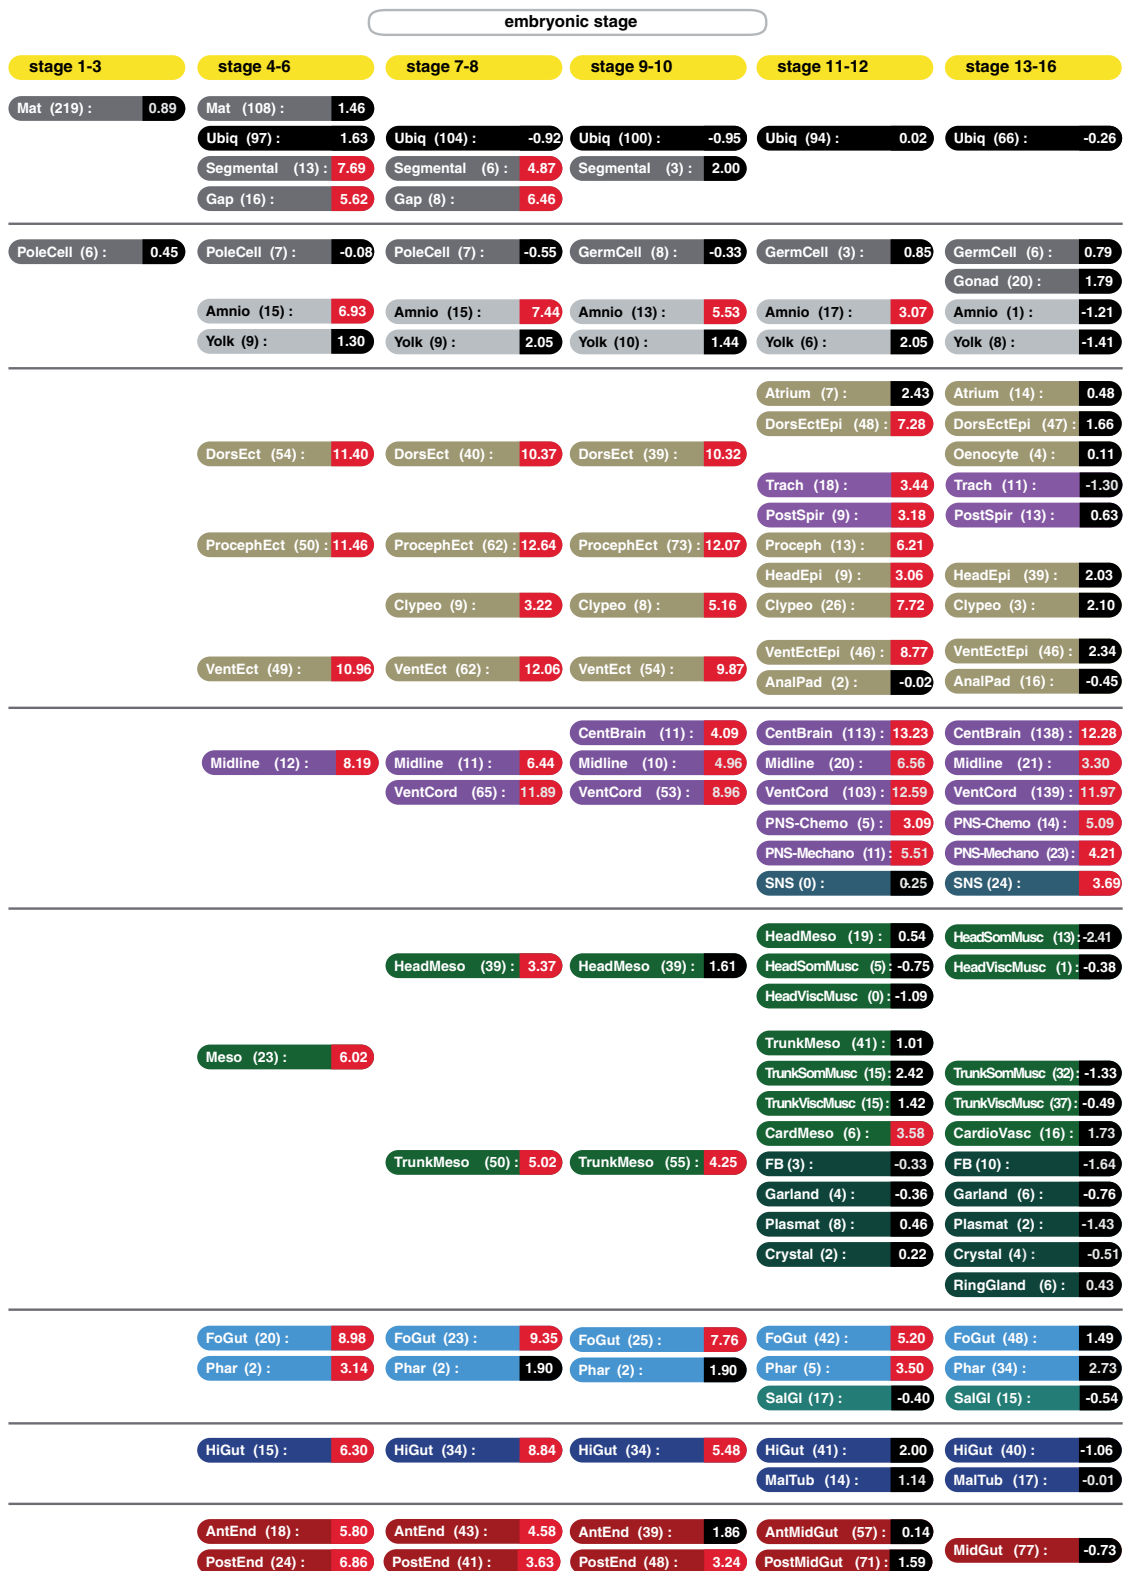 embryonic stage
stage 1-3 stage 4-6 stage 7-8 stage 9-10 stage 11-12 stage 13-16
Mat (219) : 0.89 Mat (108) : 1.46
Ubiq (97) : 1.63 Ubiq (104) : -0.92 Ubiq (100) : -0.95 Ubiq (94) : 0.02 Ubiq (66) : -0.26
Segmental (13) : 7.69 Segmental (6) : 4.87 Segmental (3) : 2.00
Gap (16) : 5.62 Gap (8) : 6.46
PoleCell (6) : 0.45 PoleCell (7) : -0.08 PoleCell (7) : -0.55 GermCell (8) : -0.33 GermCell (3) : 0.85 GermCell (6) : 0.79
Gonad (20) : 1.79
Amnio (15) : 6.93 Amnio (15) : 7.44 Amnio (13) : 5.53 Amnio (17) : 3.07 Amnio (1) : -1.21
Yolk (9) : 1.30 Yolk (9) : 2.05 Yolk (10) : 1.44 Yolk (6) : 2.05 Yolk (8) : -1.41
Atrium (7) : 2.43 Atrium (14) : 0.48
DorsEctEpi (48) : 7.28 DorsEctEpi (47) : 1.66
DorsEct (54) : 11.40 DorsEct (40) : 10.37 DorsEct (39) : 10.32 Oenocyte (4) : 0.11
Trach (18) : 3.44 Trach (11) : -1.30
PostSpir (9) : 3.18 PostSpir (13) : 0.63
ProcephEct (50) : 11.46 ProcephEct (62) : 12.64 ProcephEct (73) : 12.07 Proceph (13) : 6.21
HeadEpi (9) : 3.06 HeadEpi (39) : 2.03
Clypeo (9) : 3.22 Clypeo (8) : 5.16 Clypeo (26) : 7.72 Clypeo (3) : 2.10
VentEctEpi (46) : 8.77 VentEctEpi (46) : 2.34
VentEct (49) : 10.96 VentEct (62) : 12.06 VentEct (54) : 9.87
AnalPad (2) : -0.02 AnalPad (16) : -0.45
CentBrain (11) : 4.09 CentBrain (113) : 13.23 CentBrain (138) : 12.28
Midline (12) : 8.19 Midline (11) : 6.44 Midline (10) : 4.96 Midline (20) : 6.56 Midline (21) : 3.30
VentCord (65) : 11.89 VentCord (53) : 8.96 VentCord (103) : 12.59 VentCord (139) : 11.97
PNS-Chemo (5) : 3.09 PNS-Chemo (14) : 5.09
PNS-Mechano (11) : 5.51 PNS-Mechano (23) : 4.21
SNS (0) : 0.25 SNS (24) : 3.69
HeadMeso (19) : 0.54 HeadSomMusc (13) : -2.41
HeadMeso (39) : 3.37 HeadMeso (39) : 1.61 HeadSomMusc (5) : -0.75 HeadViscMusc (1) : -0.38
HeadViscMusc (0) : -1.09
TrunkMeso (41) : 1.01
Meso (23) : 6.02
TrunkSomMusc (15) : 2.42 TrunkSomMusc (32) : -1.33
TrunkViscMusc (15) : 1.42 TrunkViscMusc (37) : -0.49
CardMeso (6) : 3.58 CardioVasc (16) : 1.73
TrunkMeso (50) : 5.02 TrunkMeso (55) : 4.25 FB (3) : -0.33 FB (10) : -1.64
Garland (4) : -0.36 Garland (6) : -0.76
Plasmat (8) : 0.46 Plasmat (2) : -1.43
Crystal (2) : 0.22 Crystal (4) : -0.51
RingGland (6) : 0.43
FoGut (20) : 8.98 FoGut (23) : 9.35 FoGut (25) : 7.76 FoGut (42) : 5.20 FoGut (48) : 1.49
Phar (2) : 3.14 Phar (2) : 1.90 Phar (2) : 1.90 Phar (5) : 3.50 Phar (34) : 2.73
SalGl (17) : -0.40 SalGl (15) : -0.54
HiGut (15) : 6.30 HiGut (34) : 8.84 HiGut (34) : 5.48 HiGut (41) : 2.00 HiGut (40) : -1.06
MalTub (14) : 1.14 MalTub (17) : -0.01
AntEnd (18) : 5.80 AntEnd (43) : 4.58 AntEnd (39) : 1.86 AntMidGut (57) : 0.14
MidGut (77) : -0.73
PostEnd (24) : 6.86 PostEnd (41) : 3.63 PostEnd (48) : 3.24 PostMidGut (71) : 1.59